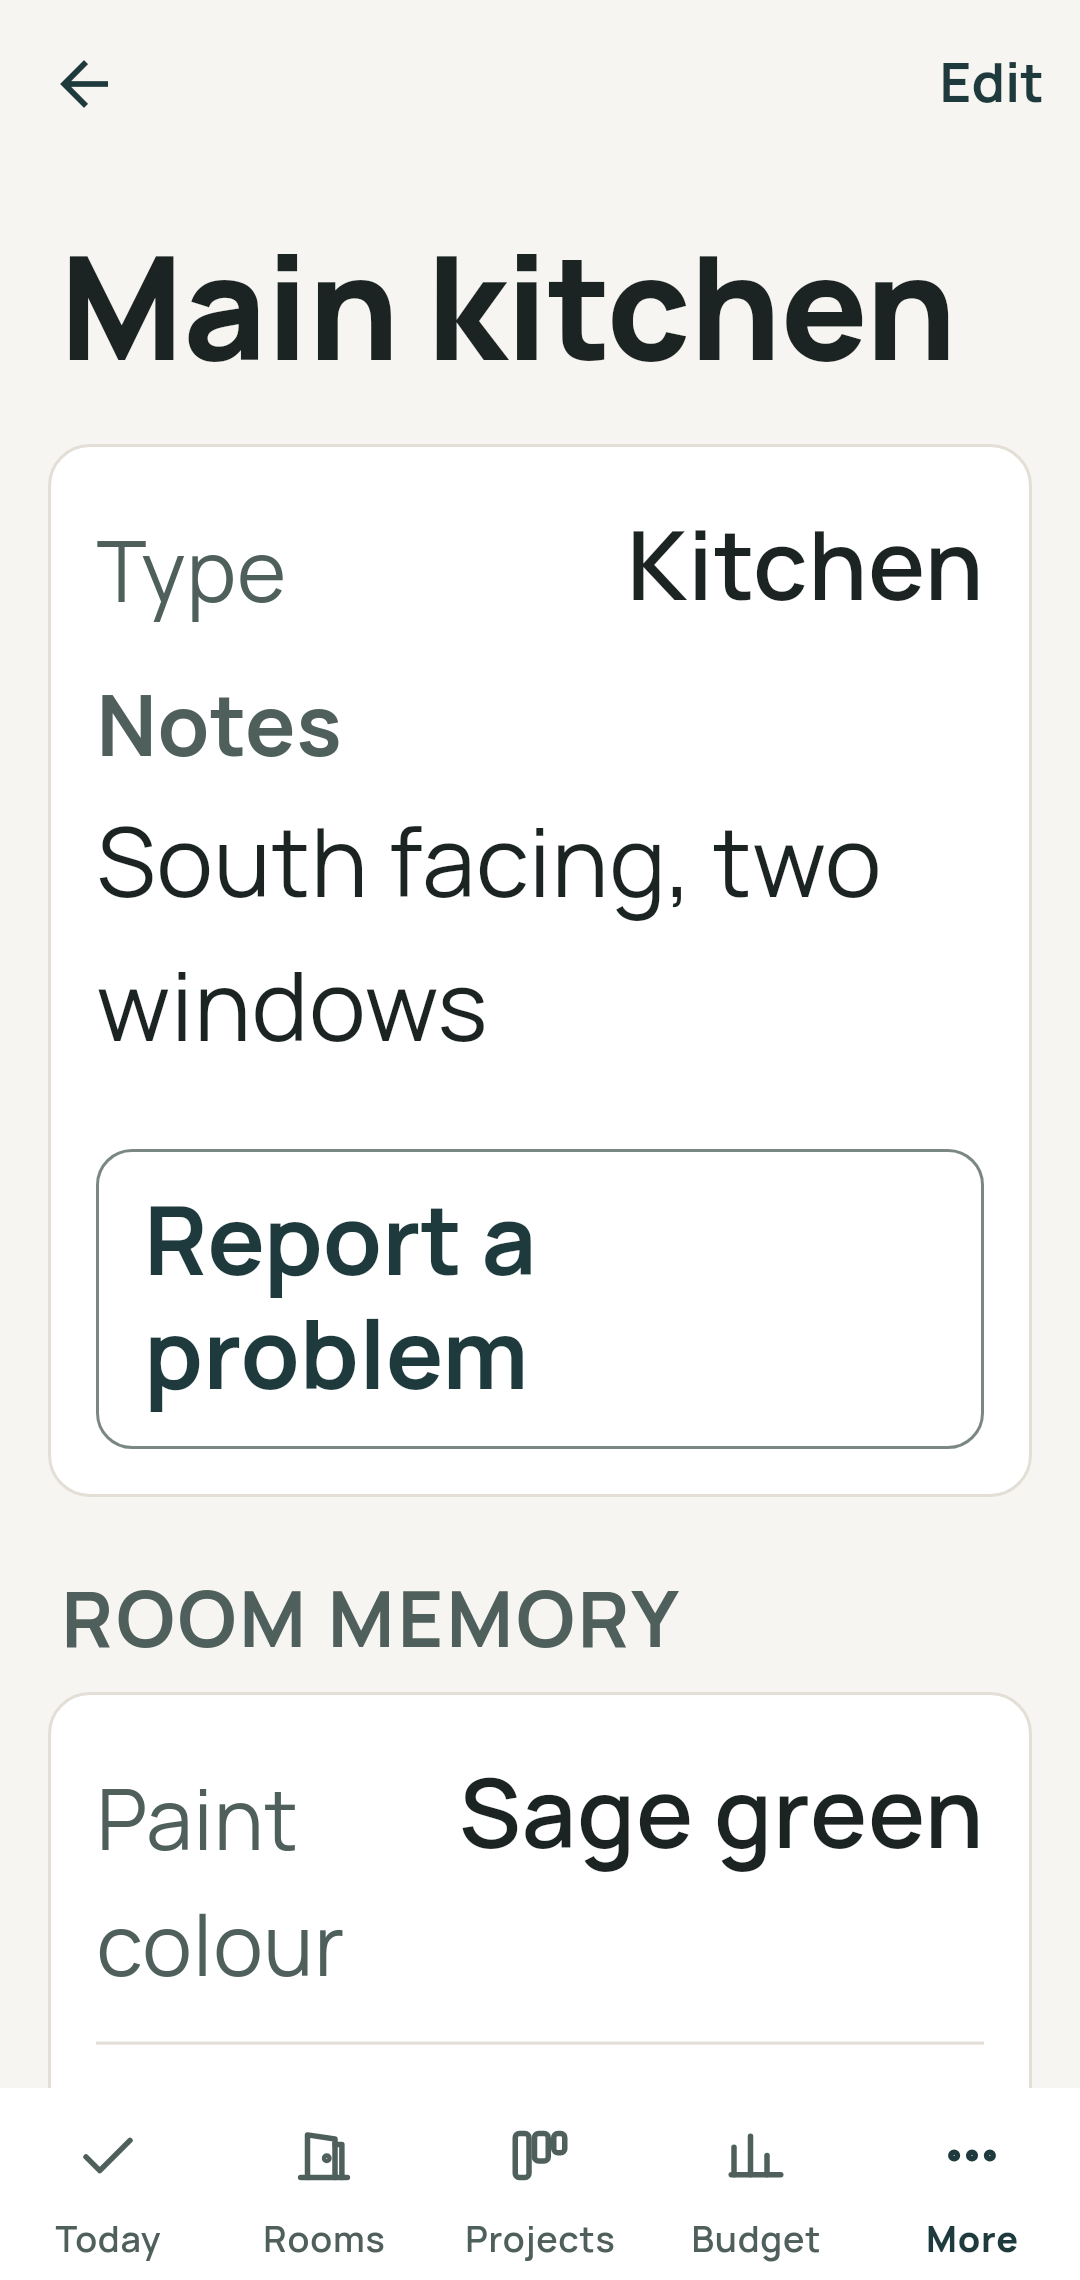 Edit
Main kitchen
Type Kitchen
Notes
South facing, two
windows
Report a
problem
ROOM MEMORY
Paint Sage green
colour
Today Rooms Projects Budget More